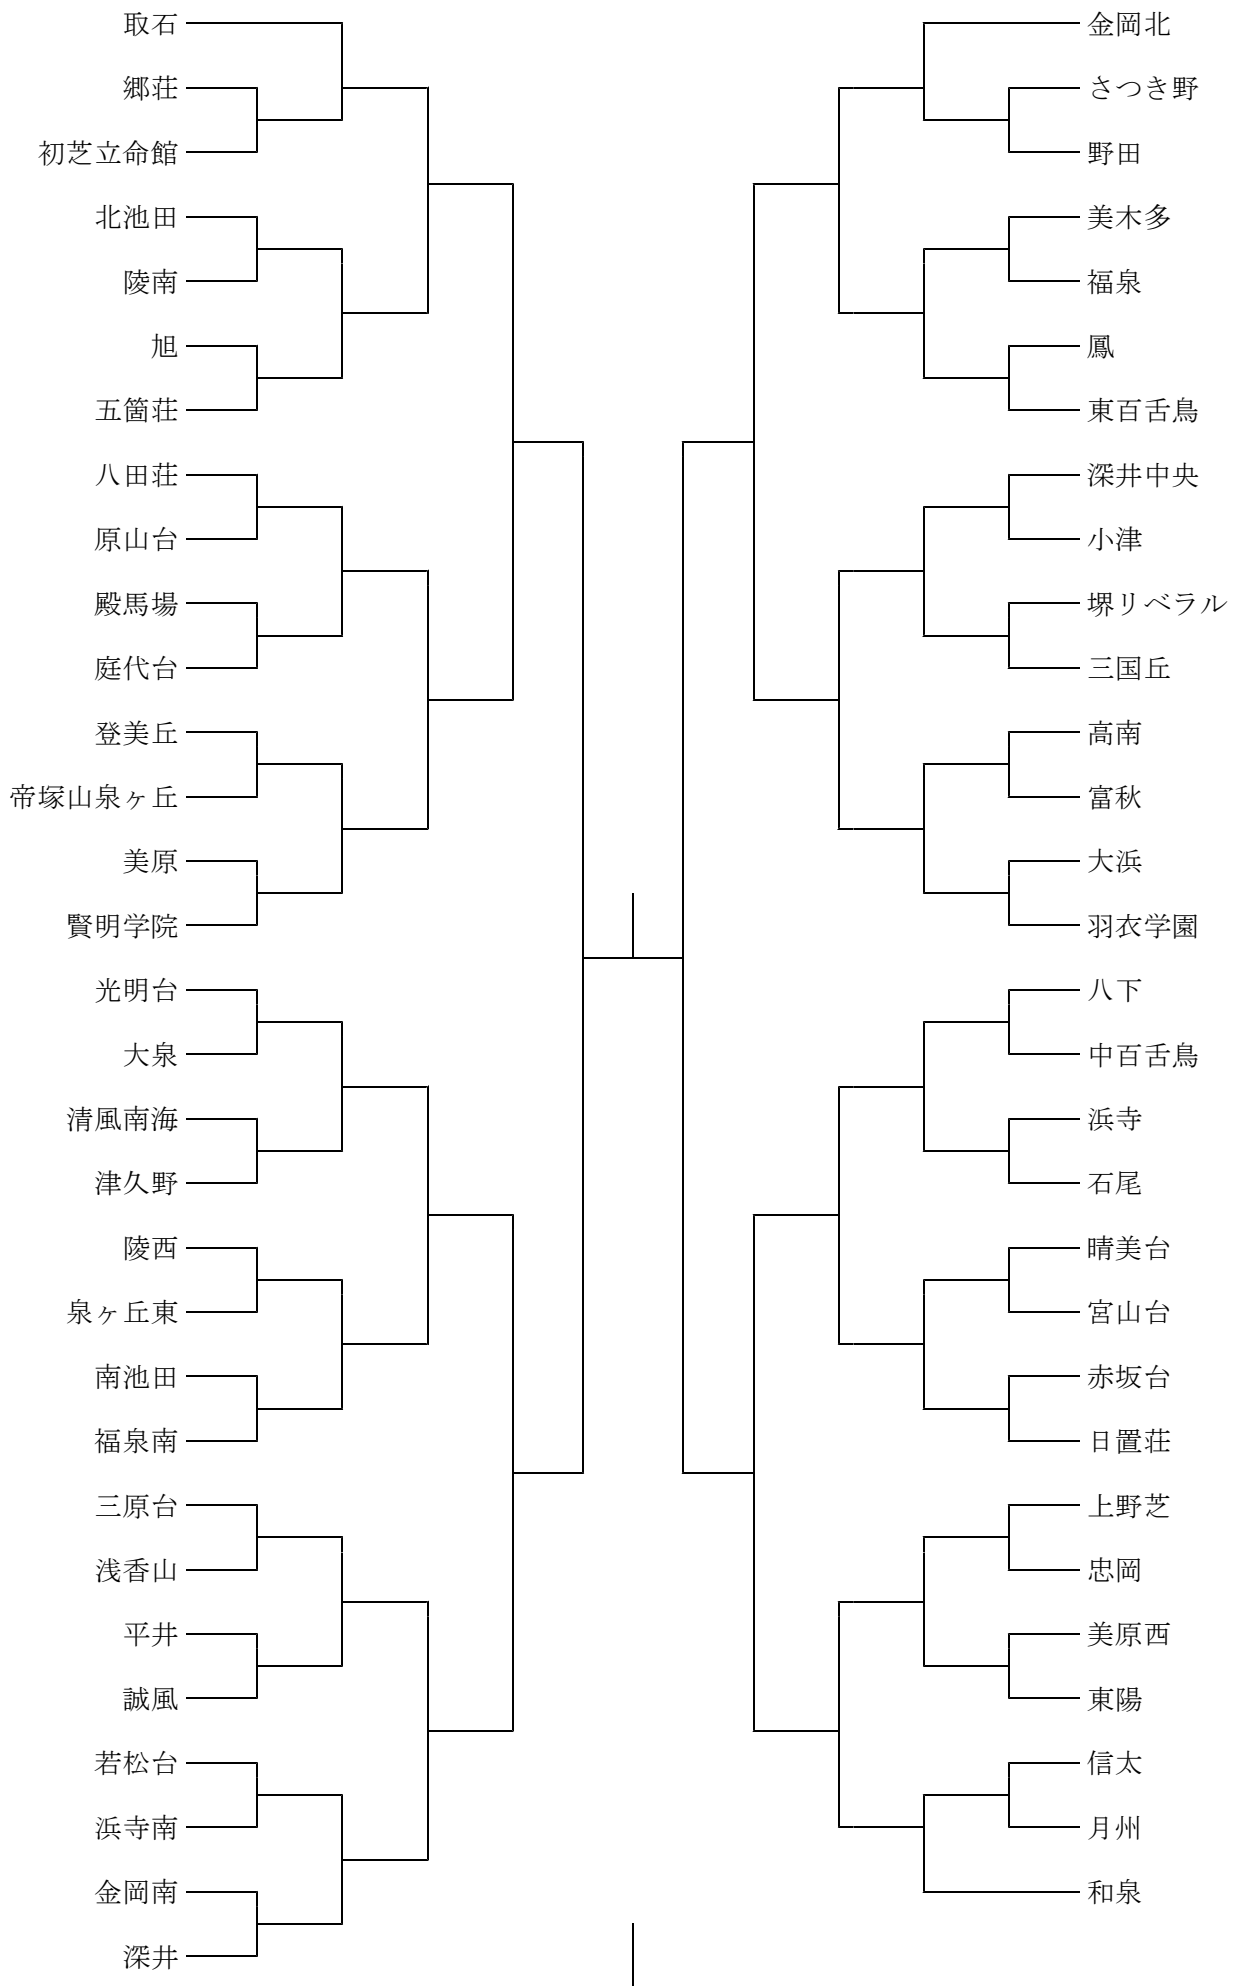 取石
郷荘
初芝立命館
北池田
陵南
旭
五箇荘
八田荘
原山台
殿馬場
庭代台
登美丘
帝塚山泉ヶ丘
美原
賢明学院
光明台
大泉
清風南海
津久野
陵西
泉ヶ丘東
南池田
福泉南
三原台
浅香山
平井
誠風
若松台
浜寺南
金岡南
深井
金岡北
さつき野
野田
美木多
福泉
鳳
東百舌鳥
深井中央
小津
堺リベラル
三国丘
高南
富秋
大浜
羽衣学園
八下
中百舌鳥
浜寺
石尾
晴美台
宮山台
赤坂台
日置荘
上野芝
忠岡
美原西
東陽
信太
月州
和泉